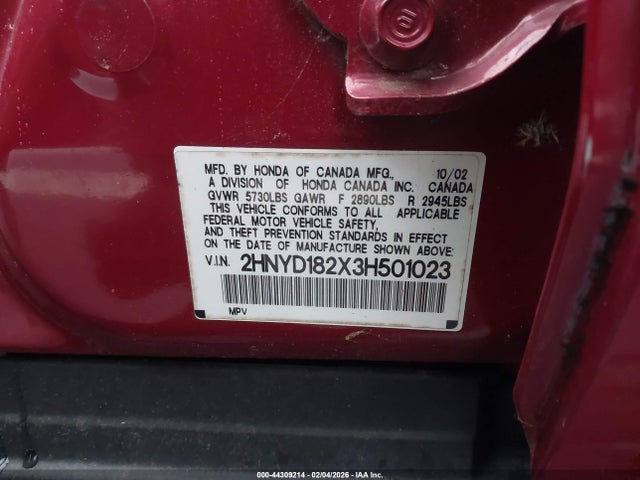 MFD. BY HONDA OF CANADA MFG., 10/02
A DIVISION OF HONDA CANADA INC. CANADA
GVWR 5730LBS GAWR F 2890LBS R 2945LBS
THIS VEHICLE CONFORMS TO ALL APPLICABLE
FEDERAL MOTOR VEHICLE SAFETY,
AND THEFT PREVENTION STANDARDS IN EFFECT
ON THE DATE OF MANUFACTURE SHOWN ABOVE.
V.I.N. 2HNYD182X3H501023
MPV
000-44309214 - 02/04/2026 - IAA Inc.